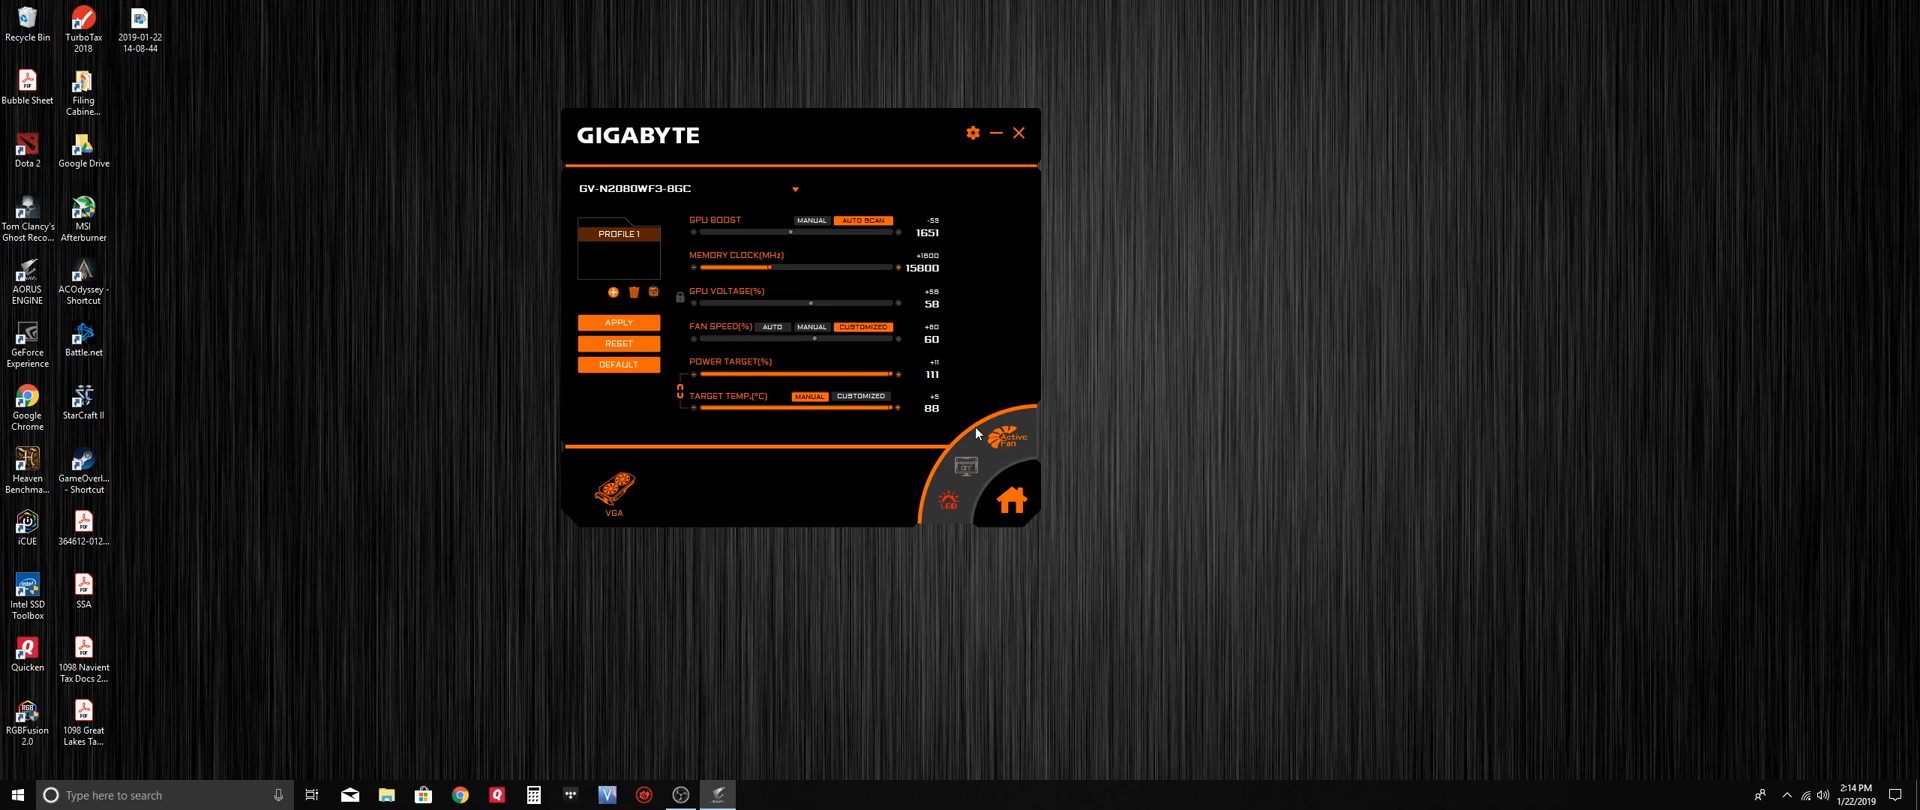 Recycle Bin
TurboTax
2018
2019-01-22
14-08-44
Bubble Sheet
Filing
Cabine...
Dota 2
Google Drive
Tom Clancy's
Ghost Reco...
MSI
Afterburner
AORUS
ENGINE
ACOdyssey -
Shortcut
GeForce
Experience
Battle.net
Google
Chrome
StarCraft II
Heaven
Benchma...
GameOverl...
- Shortcut
iCUE
364612-012...
Intel SSD
Toolbox
SSA
Quicken
1098 Navient
Tax Docs 2...
RGBFusion
2.0
1098 Great
Lakes Ta...
GIGABYTE
GV-N2080WF3-8GC
PROFILE 1
APPLY
RESET
DEFAULT
GPU BOOST MANUAL AUTO SCAN -59
1651
MEMORY CLOCK(MHz) +1600
15800
GPU VOLTAGE(%) +58
58
FAN SPEED(%) AUTO MANUAL CUSTOMIZED +60
60
POWER TARGET(%) +11
111
TARGET TEMP.(°C) MANUAL CUSTOMIZED +5
88
Active
Fan
OFF
LED
VGA
Type here to search
2:14 PM
1/22/2019